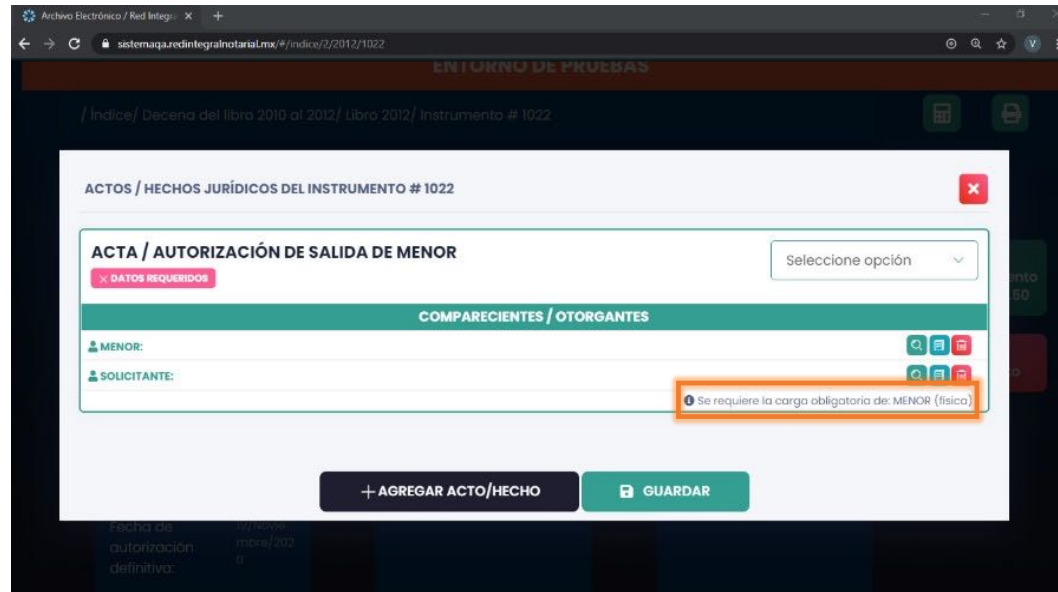 Archivo Electrónico / Red Integr
sistemaqa.redintegralnotarial.mx/#/indice/2/2012/1022
V
ENTORNO DE PRUEBAS
/ Índice/ Decena del libro 2010 al 2012/ Libro 2012/ Instrumento # 1022
ACTOS / HECHOS JURÍDICOS DEL INSTRUMENTO # 1022
ACTA / AUTORIZACIÓN DE SALIDA DE MENOR
Seleccione opción
DATOS REQUERIDOS
COMPARECIENTES / OTORGANTES
MENOR:
SOLICITANTE:
Se requiere la carga obligatoria de: MENOR (física)
+ AGREGAR ACTO/HECHO
GUARDAR
Fecha de
autorización
definitiva:
mbre/202
0